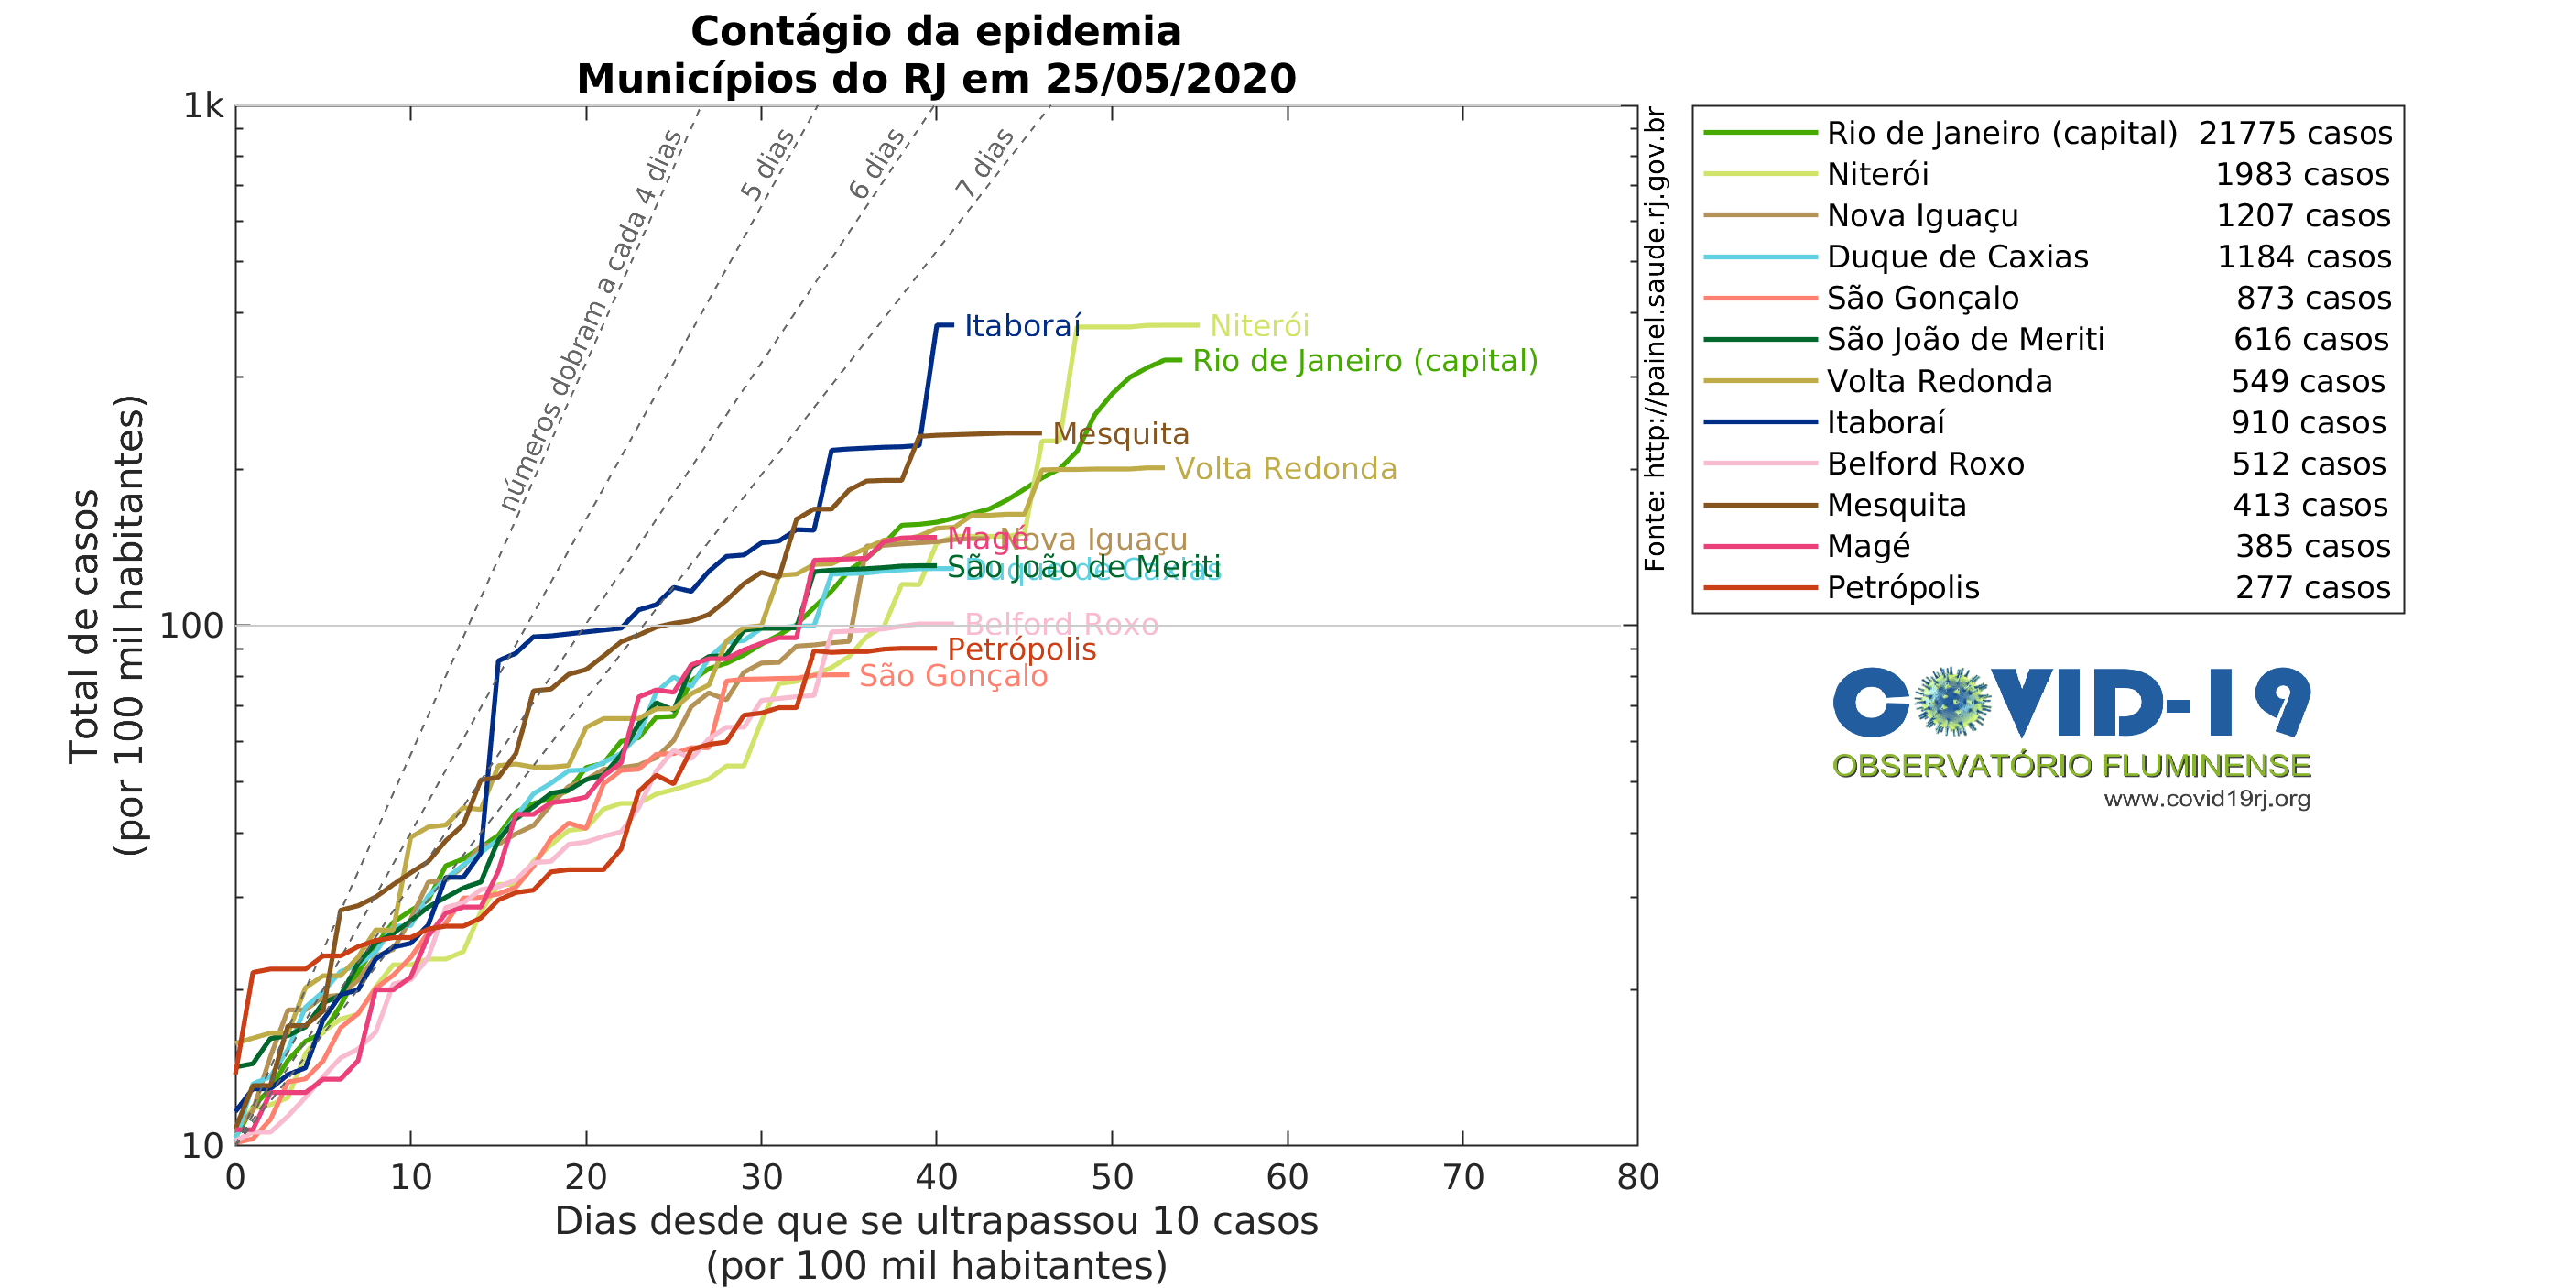 Contágio da epidemia
Municípios do RJ em 25/05/2020
1k
100
10
Total de casos
(por 100 mil habitantes)
números dobram a cada 4 dias
5 dias
6 dias
7 dias
Itaboraí
Niterói
Rio de Janeiro (capital)
Mesquita
Volta Redonda
Magé
Nova Iguaçu
São João de Meriti
Duque de Caxias
Belford Roxo
Petrópolis
São Gonçalo
0 10 20 30 40 50 60 70 80
Dias desde que se ultrapassou 10 casos
(por 100 mil habitantes)
Fonte: http://painel.saude.rj.gov.br
Rio de Janeiro (capital) 21775 casos
Niterói 1983 casos
Nova Iguaçu 1207 casos
Duque de Caxias 1184 casos
São Gonçalo 873 casos
São João de Meriti 616 casos
Volta Redonda 549 casos
Itaboraí 910 casos
Belford Roxo 512 casos
Mesquita 413 casos
Magé 385 casos
Petrópolis 277 casos
COVID-19
OBSERVATÓRIO FLUMINENSE
www.covid19rj.org